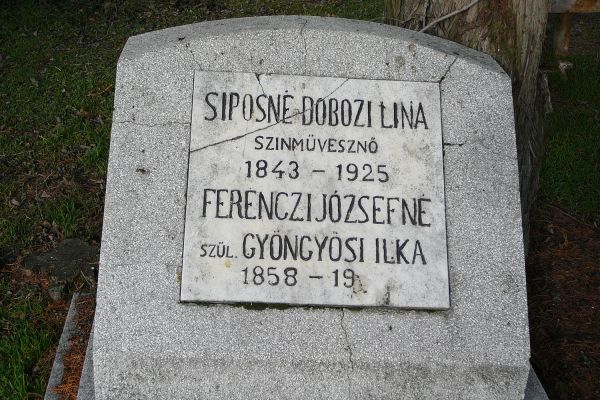 SIPOSNÉ DOBOZI LINA
SZINMŰVESZNŐ
1843 – 1925
FERENCZI JÓZSEFNÉ
SZÜL. GYÖNGYÖSI ILKA
1858 – 19